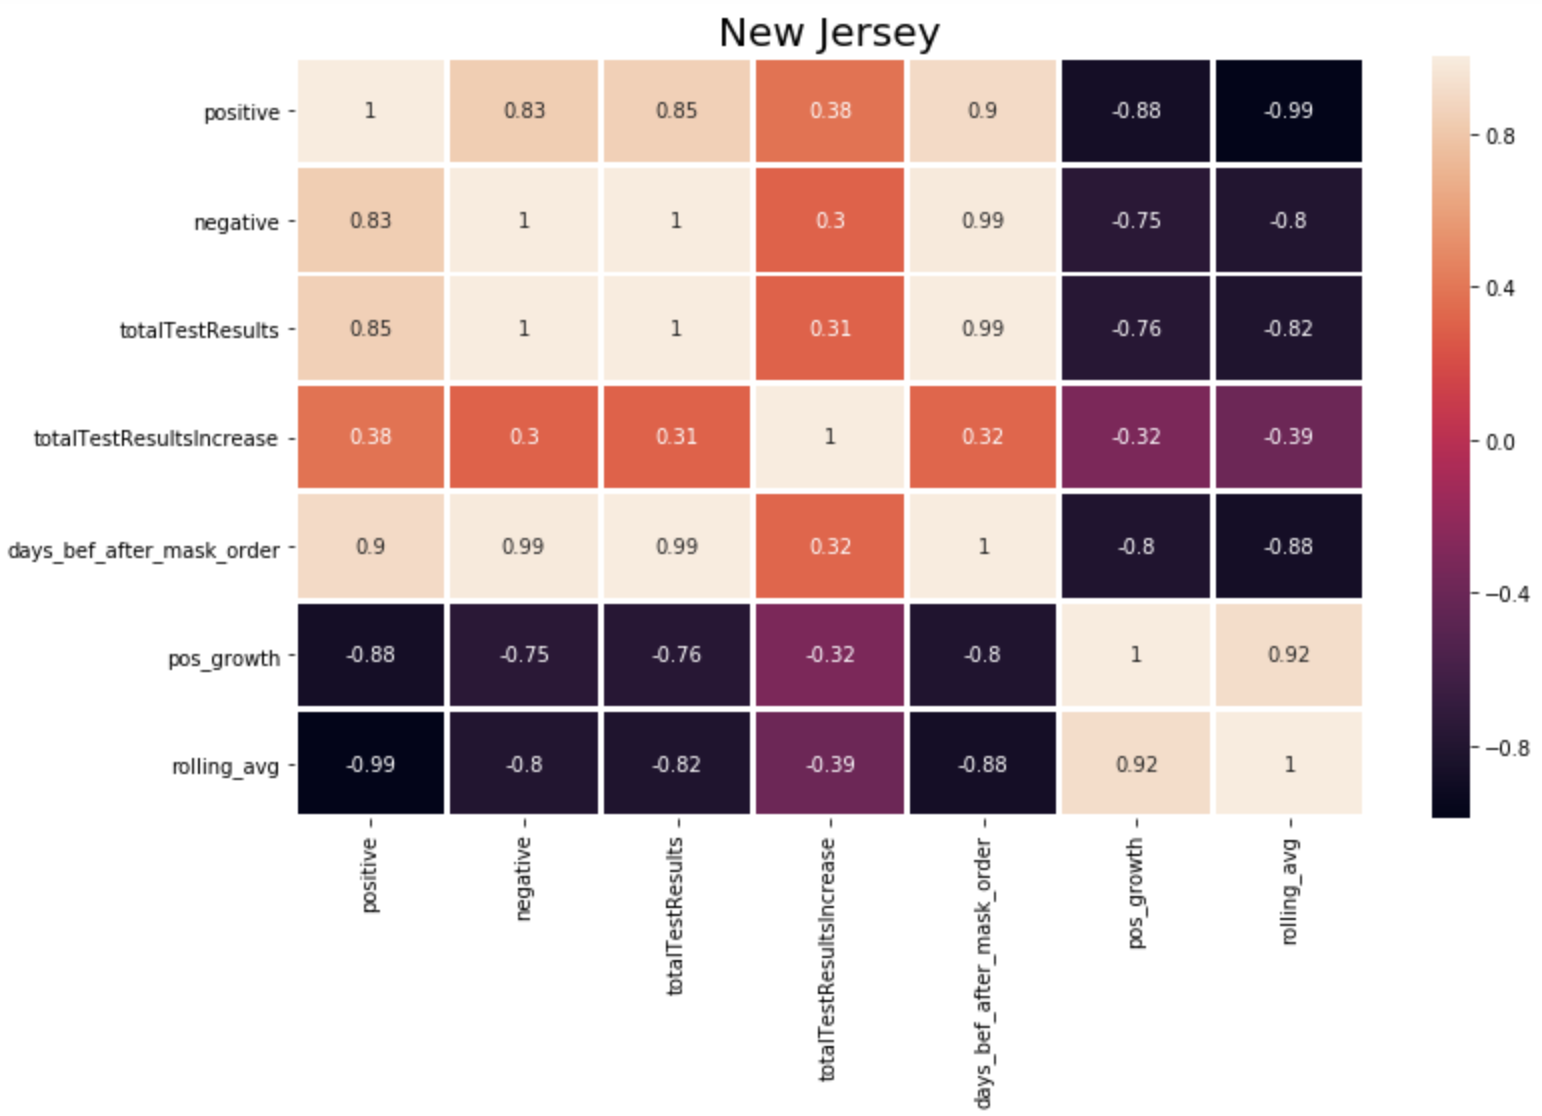 New Jersey
positive 1 0.83 0.85 0.38 0.9 -0.88 -0.99
negative 0.83 1 1 0.3 0.99 -0.75 -0.8
totalTestResults 0.85 1 1 0.31 0.99 -0.76 -0.82
totalTestResultsIncrease 0.38 0.3 0.31 1 0.32 -0.32 -0.39
days_bef_after_mask_order 0.9 0.99 0.99 0.32 1 -0.8 -0.88
pos_growth -0.88 -0.75 -0.76 -0.32 -0.8 1 0.92
rolling_avg -0.99 -0.8 -0.82 -0.39 -0.88 0.92 1
positive
negative
totalTestResults
totalTestResultsIncrease
days_bef_after_mask_order
pos_growth
rolling_avg
0.8
0.4
0.0
−0.4
−0.8